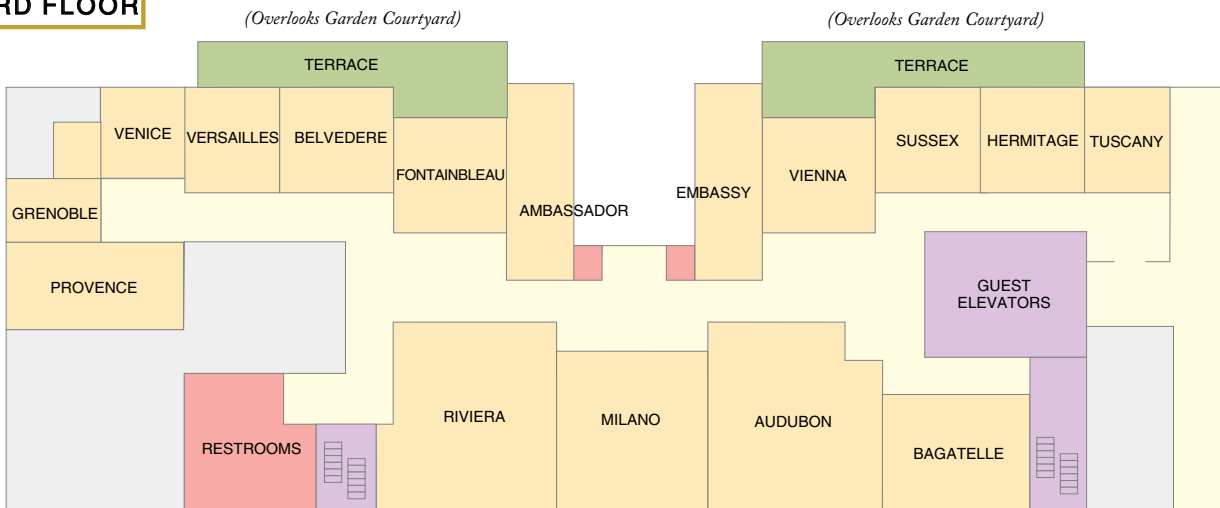 RD FLOOR
(Overlooks Garden Courtyard)
(Overlooks Garden Courtyard)
TERRACE
TERRACE
VENICE
VERSAILLES
BELVEDERE
FONTAINBLEAU
AMBASSADOR
EMBASSY
VIENNA
SUSSEX
HERMITAGE
TUSCANY
GRENOBLE
PROVENCE
GUEST
ELEVATORS
RESTROOMS
RIVIERA
MILANO
AUDUBON
BAGATELLE